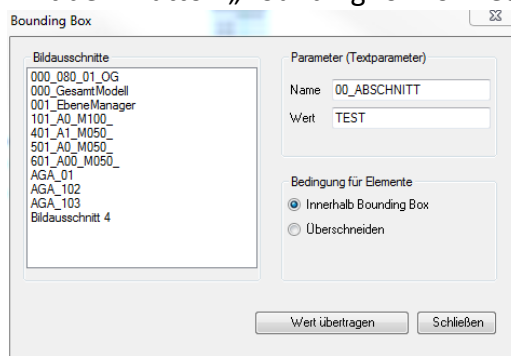 Bounding Box
Bildausschnitte
000_080_01_OG
000_GesamtModell
001_EbeneManager
101_A0_M100_
401_A1_M050_
501_A0_M050_
601_A00_M050_
AGA_01
AGA_102
AGA_103
Bildausschnitt 4
Parameter (Textparameter)
Name 00_ABSCHNITT
Wert TEST
Bedingung für Elemente
Innerhalb Bounding Box
Überschneiden
Wert übertragen
Schließen